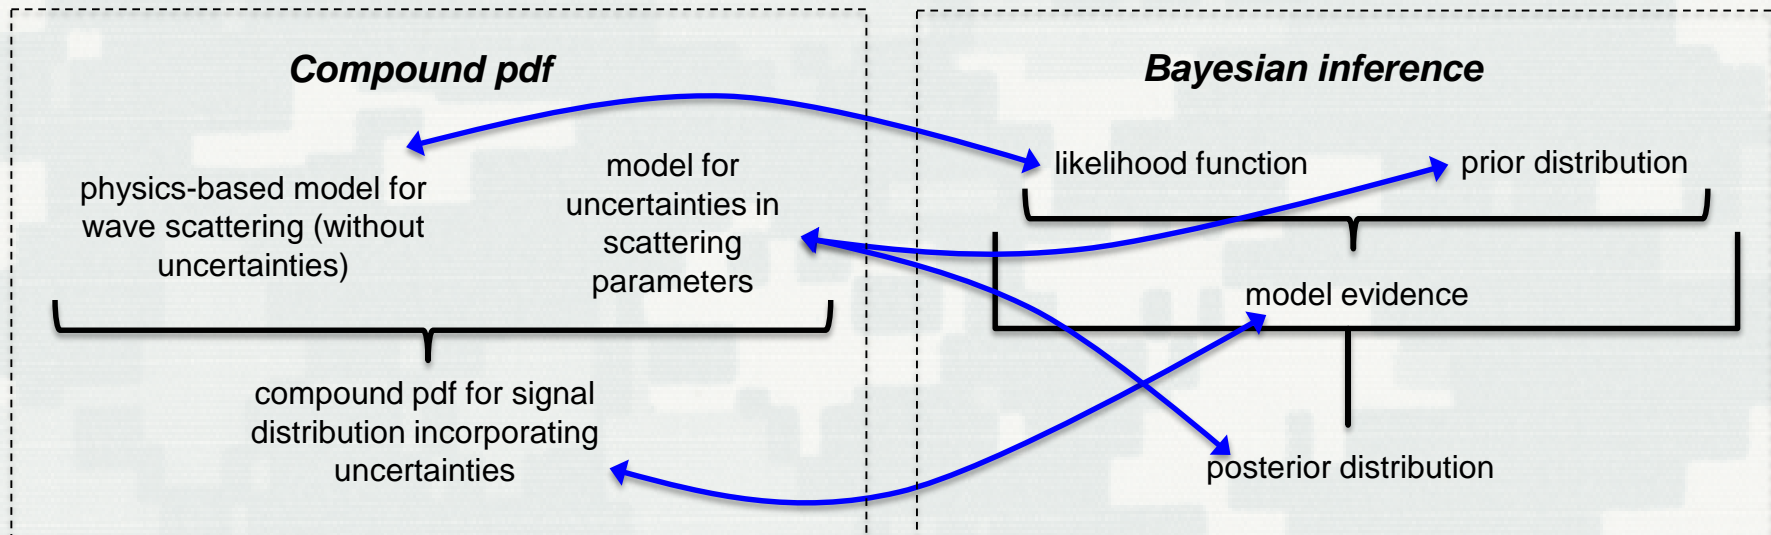 Compound pdf
physics-based model for
wave scattering (without
uncertainties)
model for
uncertainties in
scattering
parameters
compound pdf for signal
distribution incorporating
uncertainties
Bayesian inference
likelihood function
prior distribution
model evidence
posterior distribution